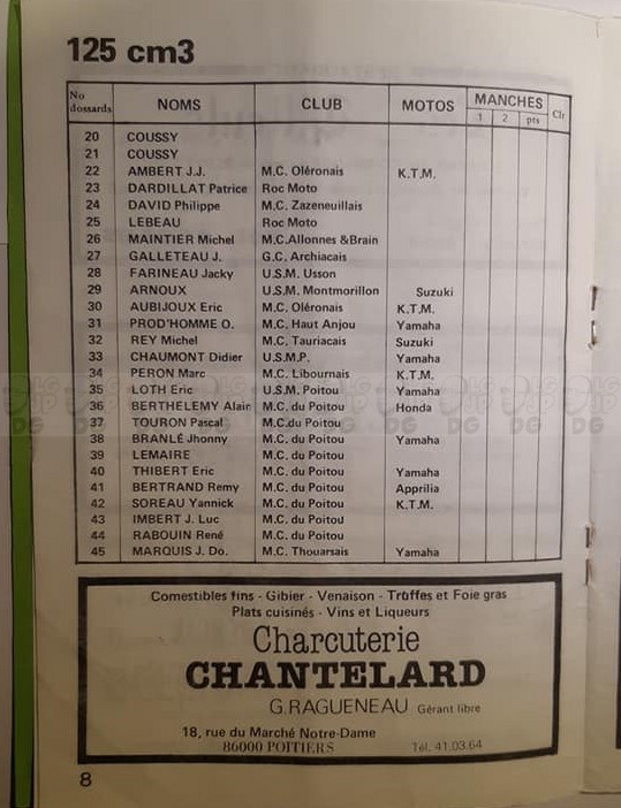 125 cm3
No dossards NOMS CLUB MOTOS MANCHES 1 2 pts Clr
20 COUSSY
21 COUSSY
22 AMBERT J.J. M.C. Oléronais K.T.M.
23 DARDILLAT Patrice Roc Moto
24 DAVID Philippe M.C. Zazeneuillais
25 LEBEAU Roc Moto
26 MAINTIER Michel M.C.Allonnes &Brain
27 GALLETEAU J. G.C. Archiacais
28 FARINEAU Jacky U.S.M. Usson
29 ARNOUX U.S.M. Montmorillon Suzuki
30 AUBIJOUX Eric M.C. Oléronais K.T.M.
31 PROD'HOMME O. M.C. Haut Anjou Yamaha
32 REY Michel M.C. Tauriacais Suzuki
33 CHAUMONT Didier U.S.M.P. Yamaha
34 PERON Marc M.C. Libournais K.T.M.
35 LOTH Eric U.S.M. Poitou Yamaha
36 BERTHELEMY Alain M.C. du Poitou Honda
37 TOURON Pascal M.C.du Poitou
38 BRANLÉ Jhonny M.C. du Poitou Yamaha
39 LEMAIRE M.C. du Poitou
40 THIBERT Eric M.C. du Poitou Yamaha
41 BERTRAND Remy M.C. du Poitou Apprilia
42 SOREAU Yannick M.C. du Poitou K.T.M.
43 IMBERT J. Luc M.C. du Poitou
44 RABOUIN René M.C. du Poitou
45 MARQUIS J. Do. M.C. Thouarsais Yamaha
Comestibles fins - Gibier - Venaison - Truffes et Foie gras
Plats cuisinés - Vins et Liqueurs
Charcuterie
CHANTELARD
G.RAGUENEAU Gérant libre
18, rue du Marché Notre-Dame
86000 POITIERS Tél. 41.03.64
8